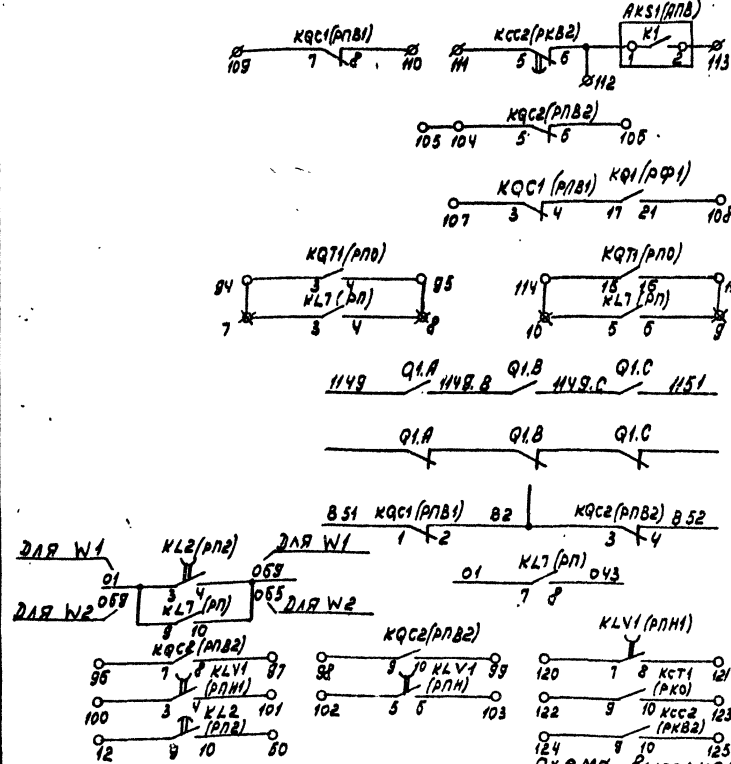 AKS1(АПВ)
KQC1(РПВ1) KCC2(РКВ2) K1
109 7 8 110 111 5 6 1 2 113
112
KQC2(РПВ2)
105 104 5 6 106
KQC1(РПВ1) KQ1(РФ1)
107 3 4 17 21 108
KQT1(РПО) KQT1(РПО)
94 3 4 95 114 15 16
KL7(РП) KL7(РП)
7 3 4 8 10 5 6 9
Q1.A Q1.B Q1.C
1149 1149.B 1149.C 1151
Q1.A Q1.B Q1.C
B51 KQC1(РПВ1) B2 KQC2(РПВ2) B52
1 2 3 4
Для W1 KL2(РП2) Для W1
01 3 4 069
KL7(РП)
Для W2 069 9 10 065 Для W2
KL7(РП)
01 7 8 043
KQC2(РПВ2) KQC2(РПВ2) KLV1(РПН1)
96 7 8 97 98 9 10 99 120 7 8 121
KLV1 (РПН1) KLV1 (РПН) KCT1 (РКО)
100 3 4 101 102 5 6 103 122 9 10 123
KL2 (РП2) KCC2 (РКВ2)
12 9 10 60 124 9 10 125